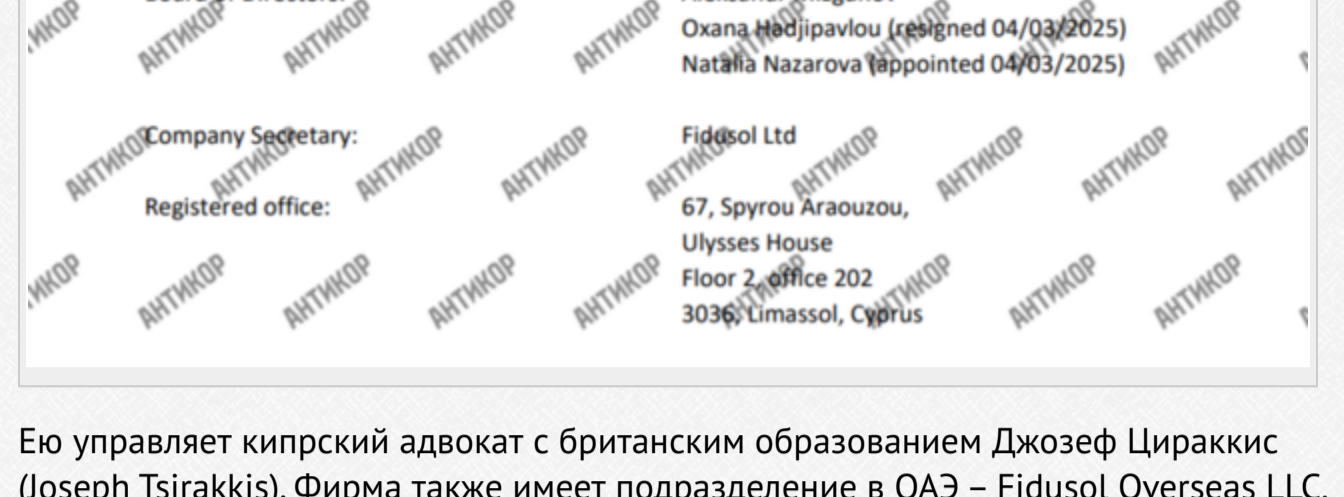 Oxana Hadjipavlou (resigned 04/03/2025)
Natalia Nazarova (appointed 04/03/2025)
Company Secretary: Fidusol Ltd
Registered office: 67, Spyrou Araouzou,
Ulysses House
Floor 2, office 202
3036, Limassol, Cyprus
АНТИКОР
Ею управляет кипрский адвокат с британским образованием Джозеф Цираккис
(Joseph Tsirakkis). Фирма также имеет подразделение в ОАЭ – Fidusol Overseas LLC.